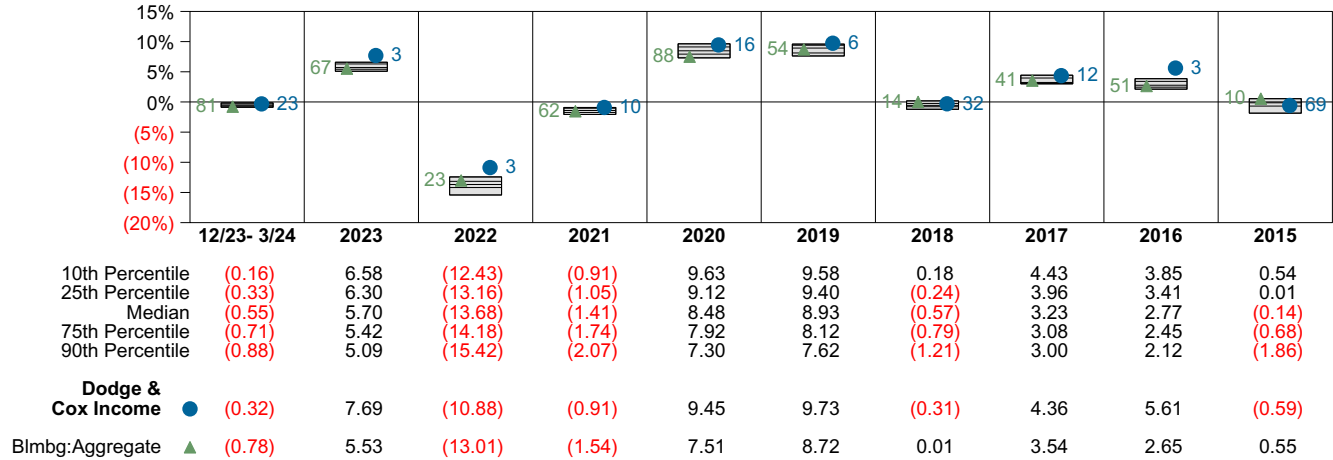 15%
10%
5%
0%
(5%)
(10%)
(15%)
(20%)
81 23
67 3
23 3
62 10
88 16
54 6
14 32
41 12
51 3
10 69
12/23- 3/24 2023 2022 2021 2020 2019 2018 2017 2016 2015
10th Percentile (0.16) 6.58 (12.43) (0.91) 9.63 9.58 0.18 4.43 3.85 0.54
25th Percentile (0.33) 6.30 (13.16) (1.05) 9.12 9.40 (0.24) 3.96 3.41 0.01
Median (0.55) 5.70 (13.68) (1.41) 8.48 8.93 (0.57) 3.23 2.77 (0.14)
75th Percentile (0.71) 5.42 (14.18) (1.74) 7.92 8.12 (0.79) 3.08 2.45 (0.68)
90th Percentile (0.88) 5.09 (15.42) (2.07) 7.30 7.62 (1.21) 3.00 2.12 (1.86)
Dodge &
Cox Income (0.32) 7.69 (10.88) (0.91) 9.45 9.73 (0.31) 4.36 5.61 (0.59)
Blmbg:Aggregate (0.78) 5.53 (13.01) (1.54) 7.51 8.72 0.01 3.54 2.65 0.55